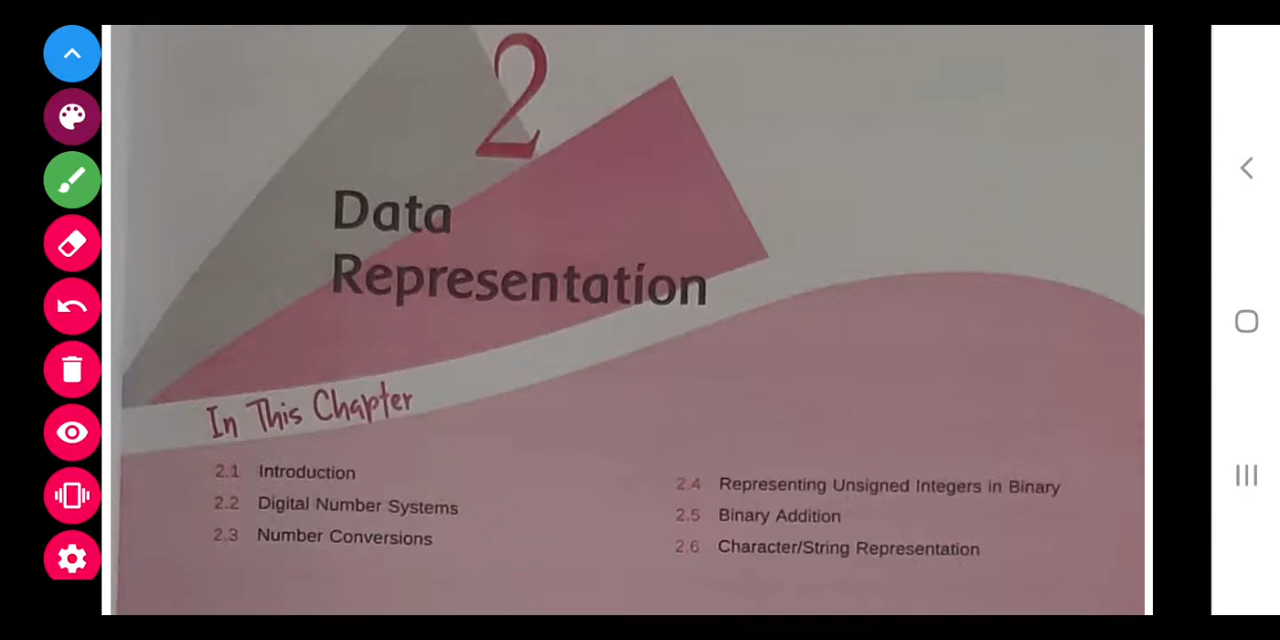 2
Data
Representation
In This Chapter
2.1 Introduction
2.2 Digital Number Systems
2.3 Number Conversions
2.4 Representing Unsigned Integers in Binary
2.5 Binary Addition
2.6 Character/String Representation